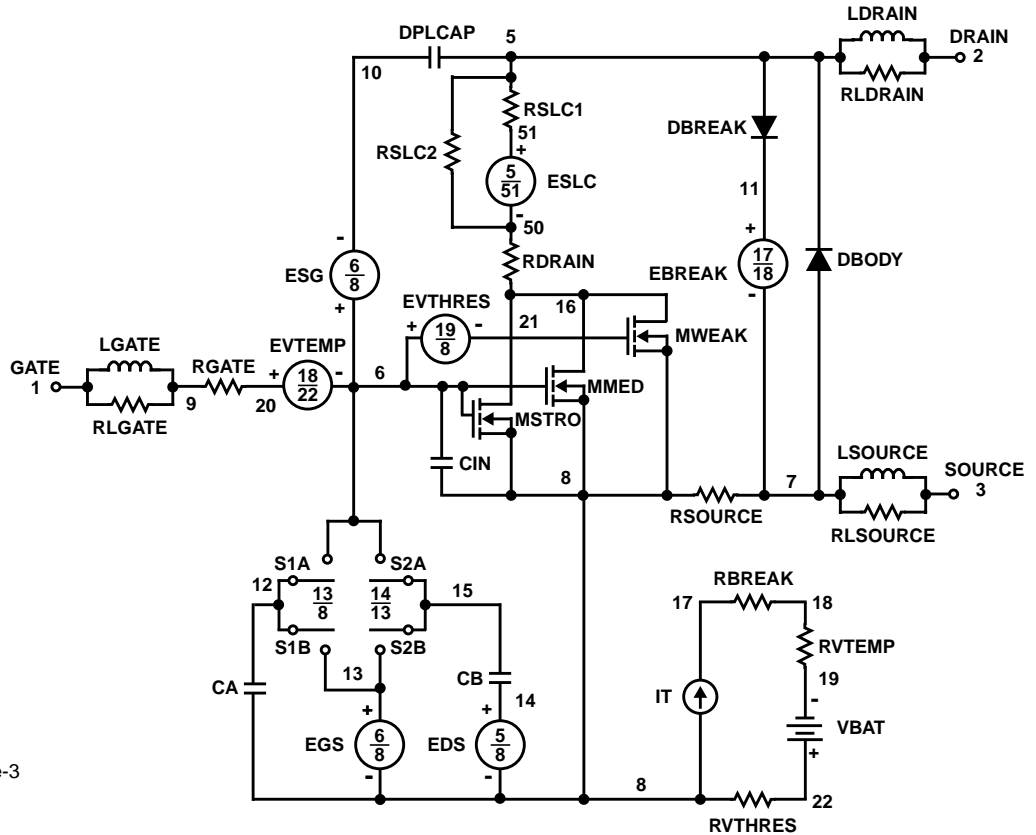 LDRAIN
DPLCAP 5 DRAIN
2
10
RLDRAIN
RSLC1
51
DBREAK
RSLC2
+
5
51
ESLC
11
-
50
+
-
17
18
RDRAIN
DBODY
6
8
ESG
EBREAK
-
+
EVTHRES
16
21
+ 19
8 -
MWEAK
LGATE
EVTEMP
GATE
1
RGATE
+ 18
22 -
6
MMED
9
20
MSTRO
RLGATE
LSOURCE
CIN
8
7
SOURCE
3
RSOURCE
RLSOURCE
S1A
S2A
12
13
8
14
13
15
RBREAK
17
18
S1B
S2B
RVTEMP
13
CB
19
CA
14
IT
-
+
+
VBAT
EGS 6
8
EDS 5
8
+
-
-
e-3
8
22
RVTHRES